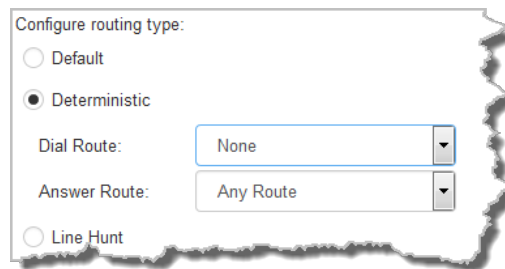 Configure routing type:
Default
Deterministic
Dial Route: None
Answer Route: Any Route
Line Hunt